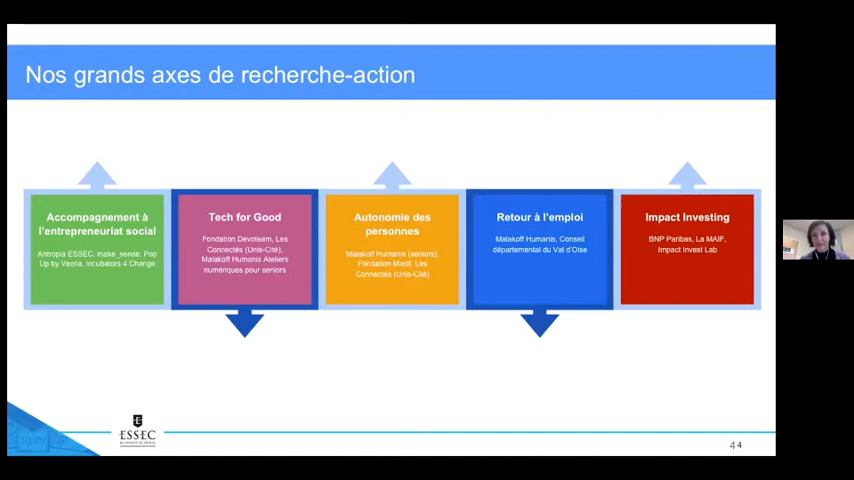 Nos grands axes de recherche-action
Accompagnement à
l'entrepreneuriat social
Antropia ESSEC, make_sense, Pop
Up by Veolia, Incubators 4 Change
Tech for Good
Fondation Devoteam, Les
Connectés (Unis-Cité),
Malakoff Humanis Ateliers
numériques pour seniors
Autonomie des
personnes
Malakoff Humanis (seniors),
Fondation Macif, Les
Connectés (Unis-Cité)
Retour à l'emploi
Malakoff Humanis, Conseil
départemental du Val d'Oise
Impact Investing
BNP Paribas, La MAIF,
Impact Invest Lab
ESSEC
BUSINESS SCHOOL
44